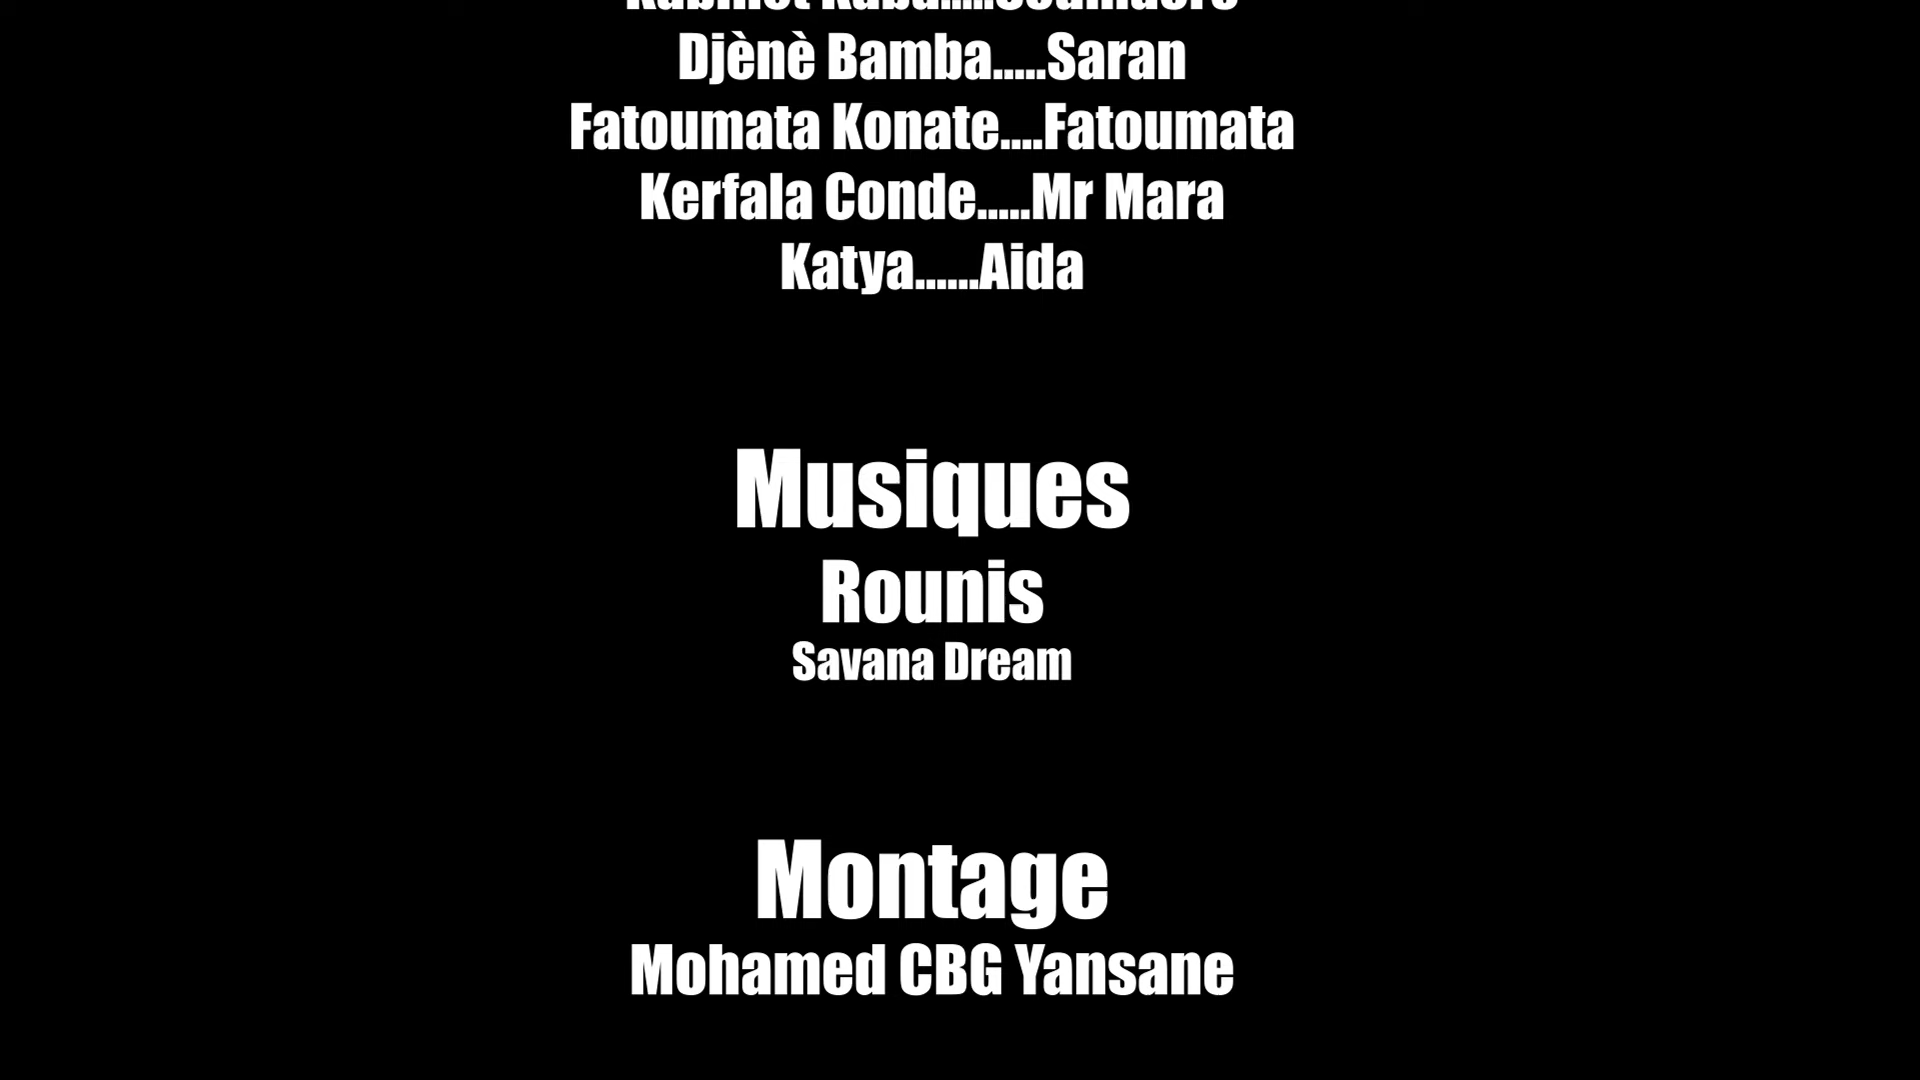 Djènè Bamba.....Saran
Fatoumata Konate....Fatoumata
Kerfala Conde.....Mr Mara
Katya......Aida
Musiques
Rounis
Savana Dream
Montage
Mohamed CBG Yansane